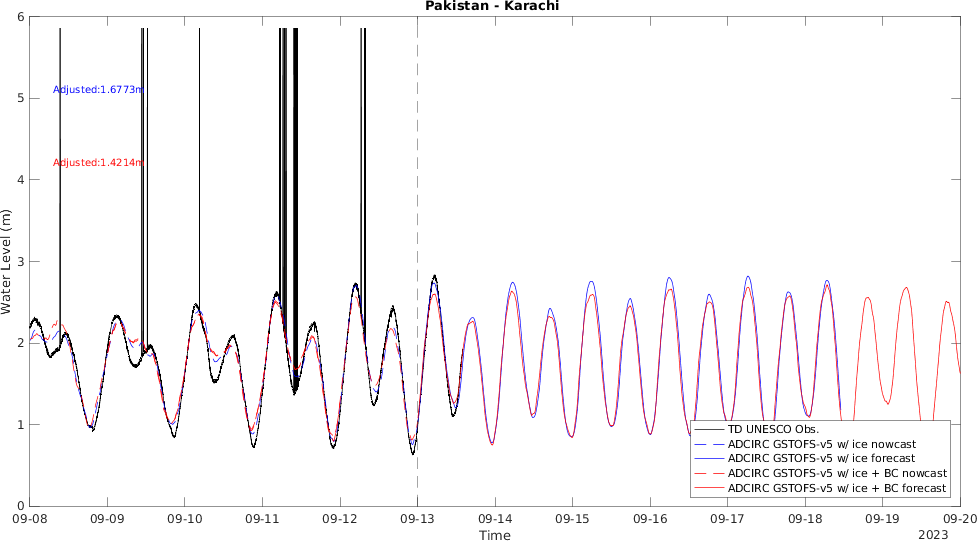 Pakistan - Karachi
6
5
4
3
2
1
0
Water Level (m)
Adjusted:1.6773m
Adjusted:1.4214m
TD UNESCO Obs.
ADCIRC GSTOFS-v5 w/ ice nowcast
ADCIRC GSTOFS-v5 w/ ice forecast
ADCIRC GSTOFS-v5 w/ ice + BC nowcast
ADCIRC GSTOFS-v5 w/ ice + BC forecast
09-08 09-09 09-10 09-11 09-12 09-13 09-14 09-15 09-16 09-17 09-18 09-19 09-20
Time
2023